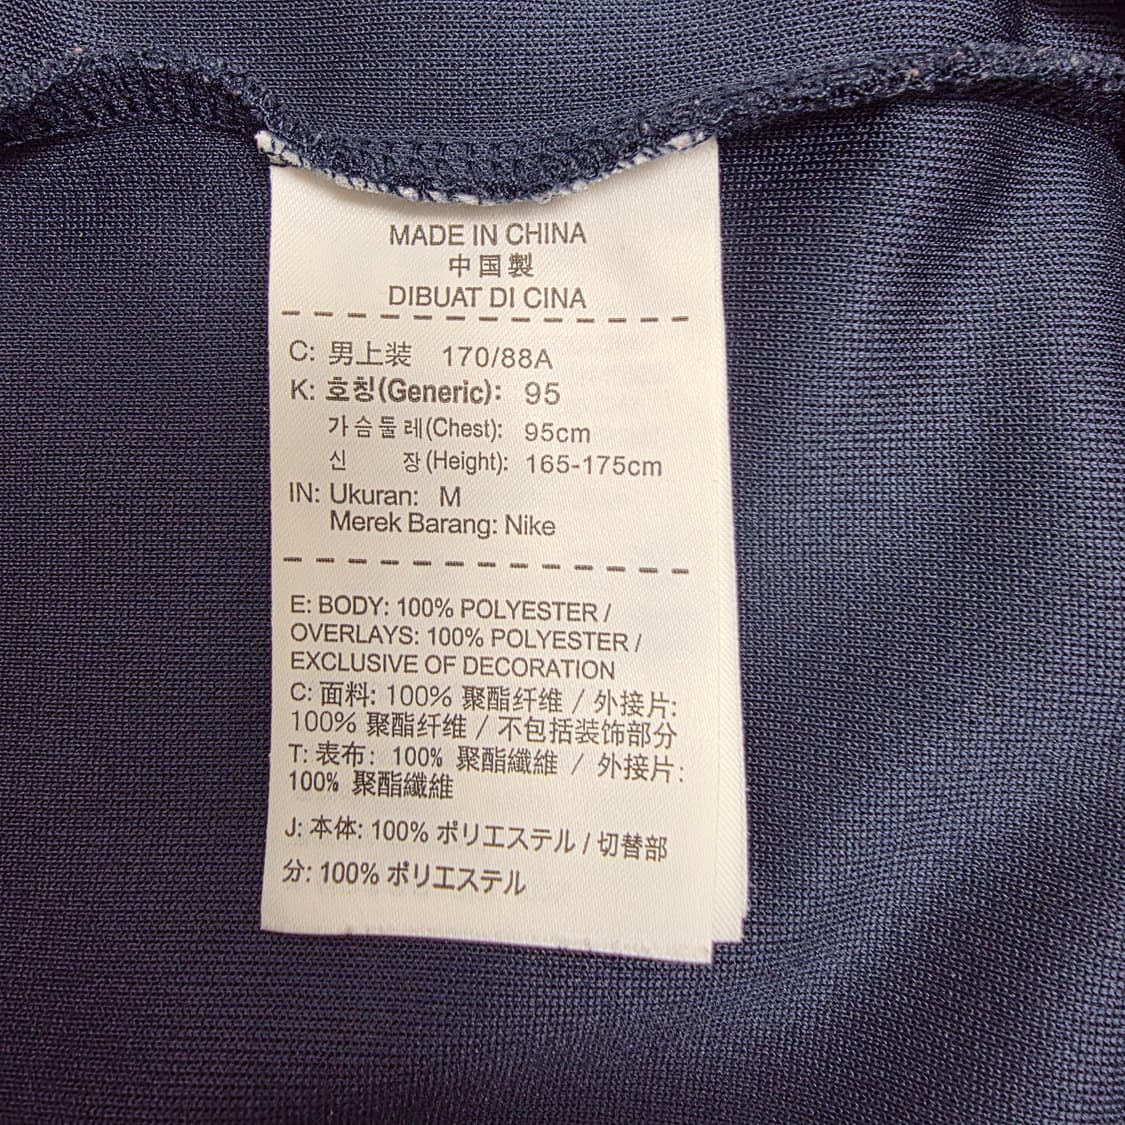 MADE IN CHINA
中国製
DIBUAT DI CINA
C: 男上装 170/88A
K: 호칭(Generic): 95
가슴둘레(Chest): 95cm
신 장(Height): 165-175cm
IN: Ukuran: M
Merek Barang: Nike
E: BODY: 100% POLYESTER /
OVERLAYS: 100% POLYESTER /
EXCLUSIVE OF DECORATION
C: 面料: 100% 聚酯纤维 / 外接片:
100% 聚酯纤维 / 不包括装饰部分
T: 表布: 100% 聚酯纖維 / 外接片:
100% 聚酯纖維
J: 本体: 100% ポリエステル / 切替部
分: 100% ポリエステル